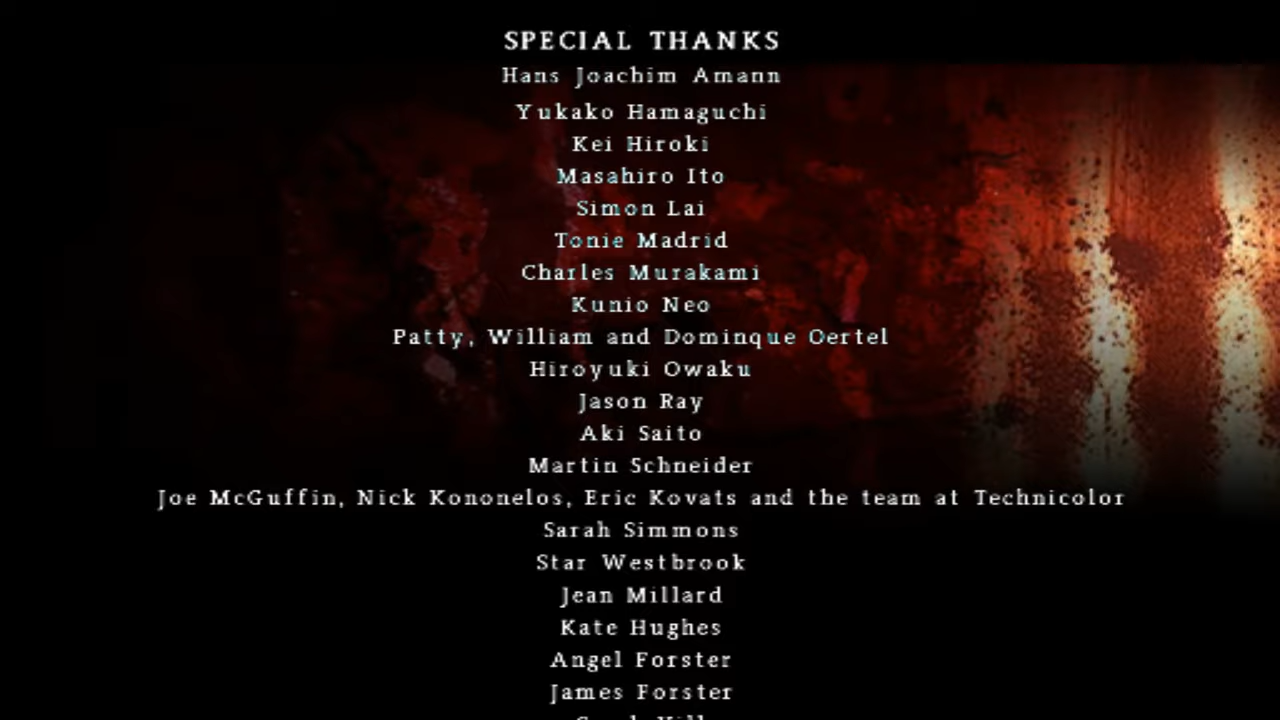 SPECIAL THANKS
Hans Joachim Amann
Yukako Hamaguchi
Kei Hiroki
Masahiro Ito
Simon Lai
Tonie Madrid
Charles Murakami
Kunio Neo
Patty, William and Dominque Oertel
Hiroyuki Owaku
Jason Ray
Aki Saito
Martin Schneider
Joe McGuffin, Nick Kononelos, Eric Kovats and the team at Technicolor
Sarah Simmons
Star Westbrook
Jean Millard
Kate Hughes
Angel Forster
James Forster